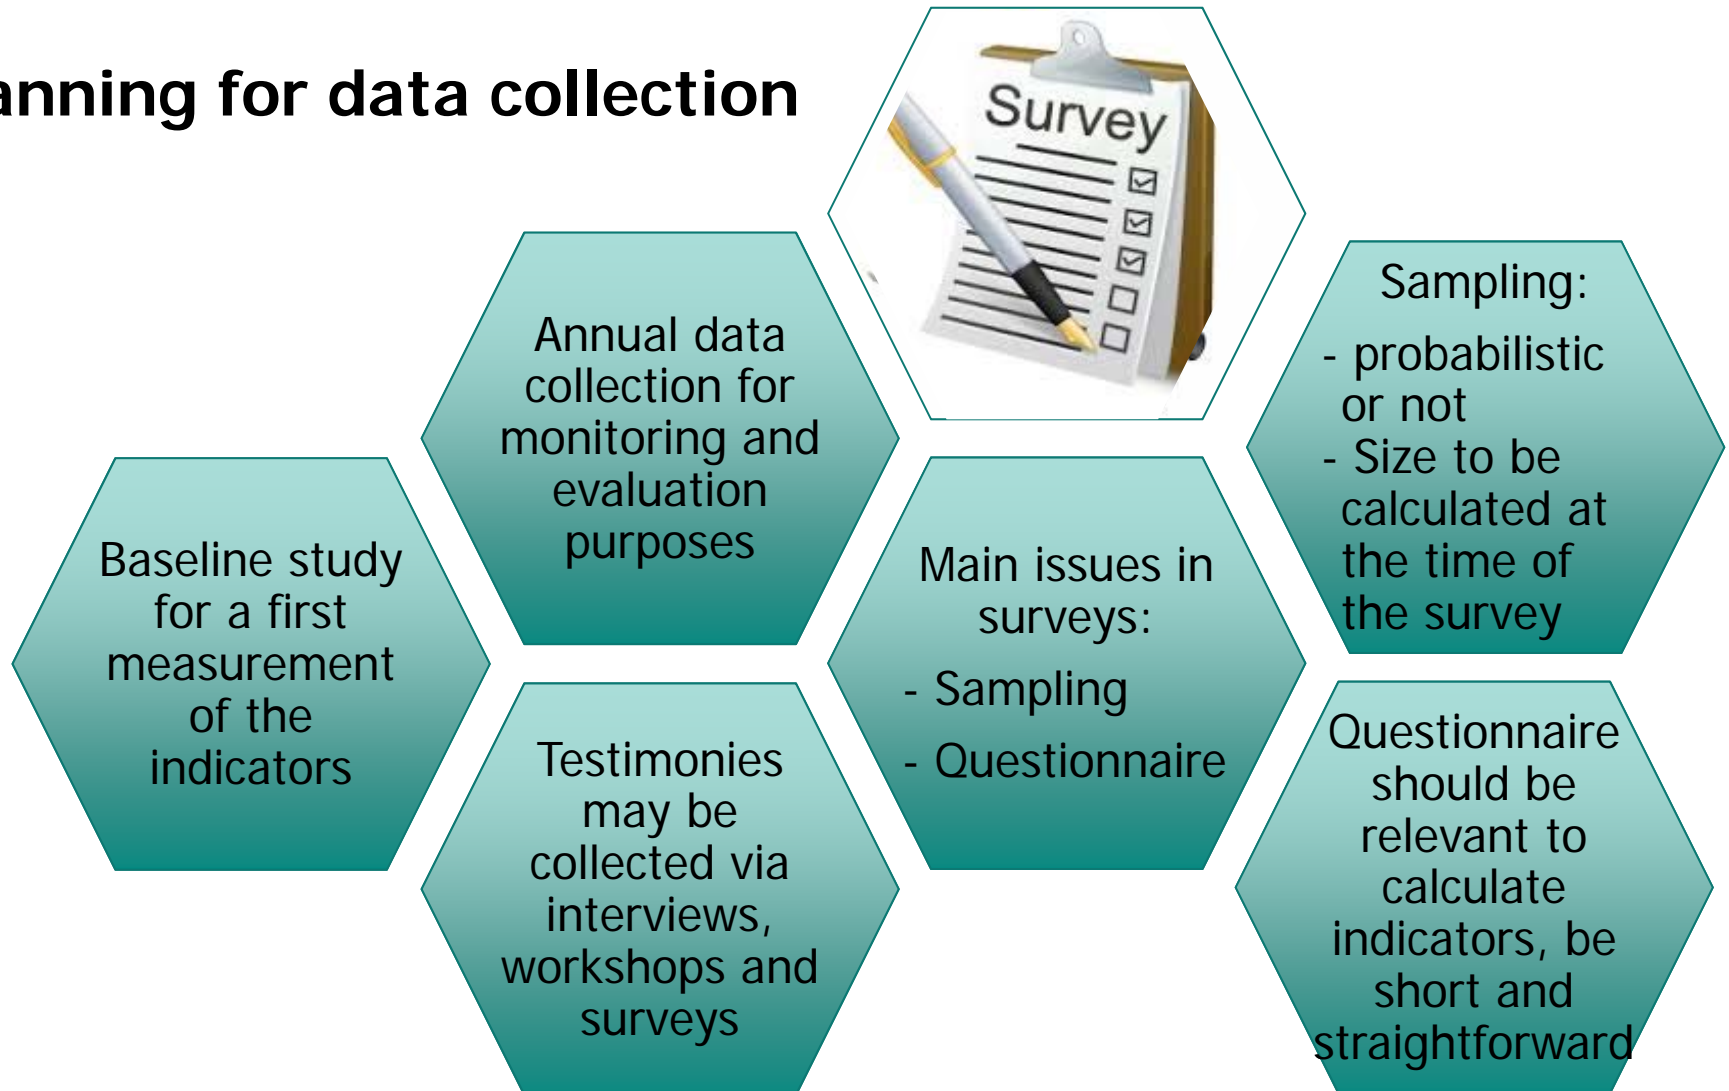 anning for data collection
Survey
Baseline study
for a first
measurement
of the
indicators
Annual data
collection for
monitoring and
evaluation
purposes
Testimonies
may be
collected via
interviews,
workshops and
surveys
Main issues in
surveys:
- Sampling
- Questionnaire
Sampling:
- probabilistic
or not
- Size to be
calculated at
the time of
the survey
Questionnaire
should be
relevant to
calculate
indicators, be
short and
straightforward